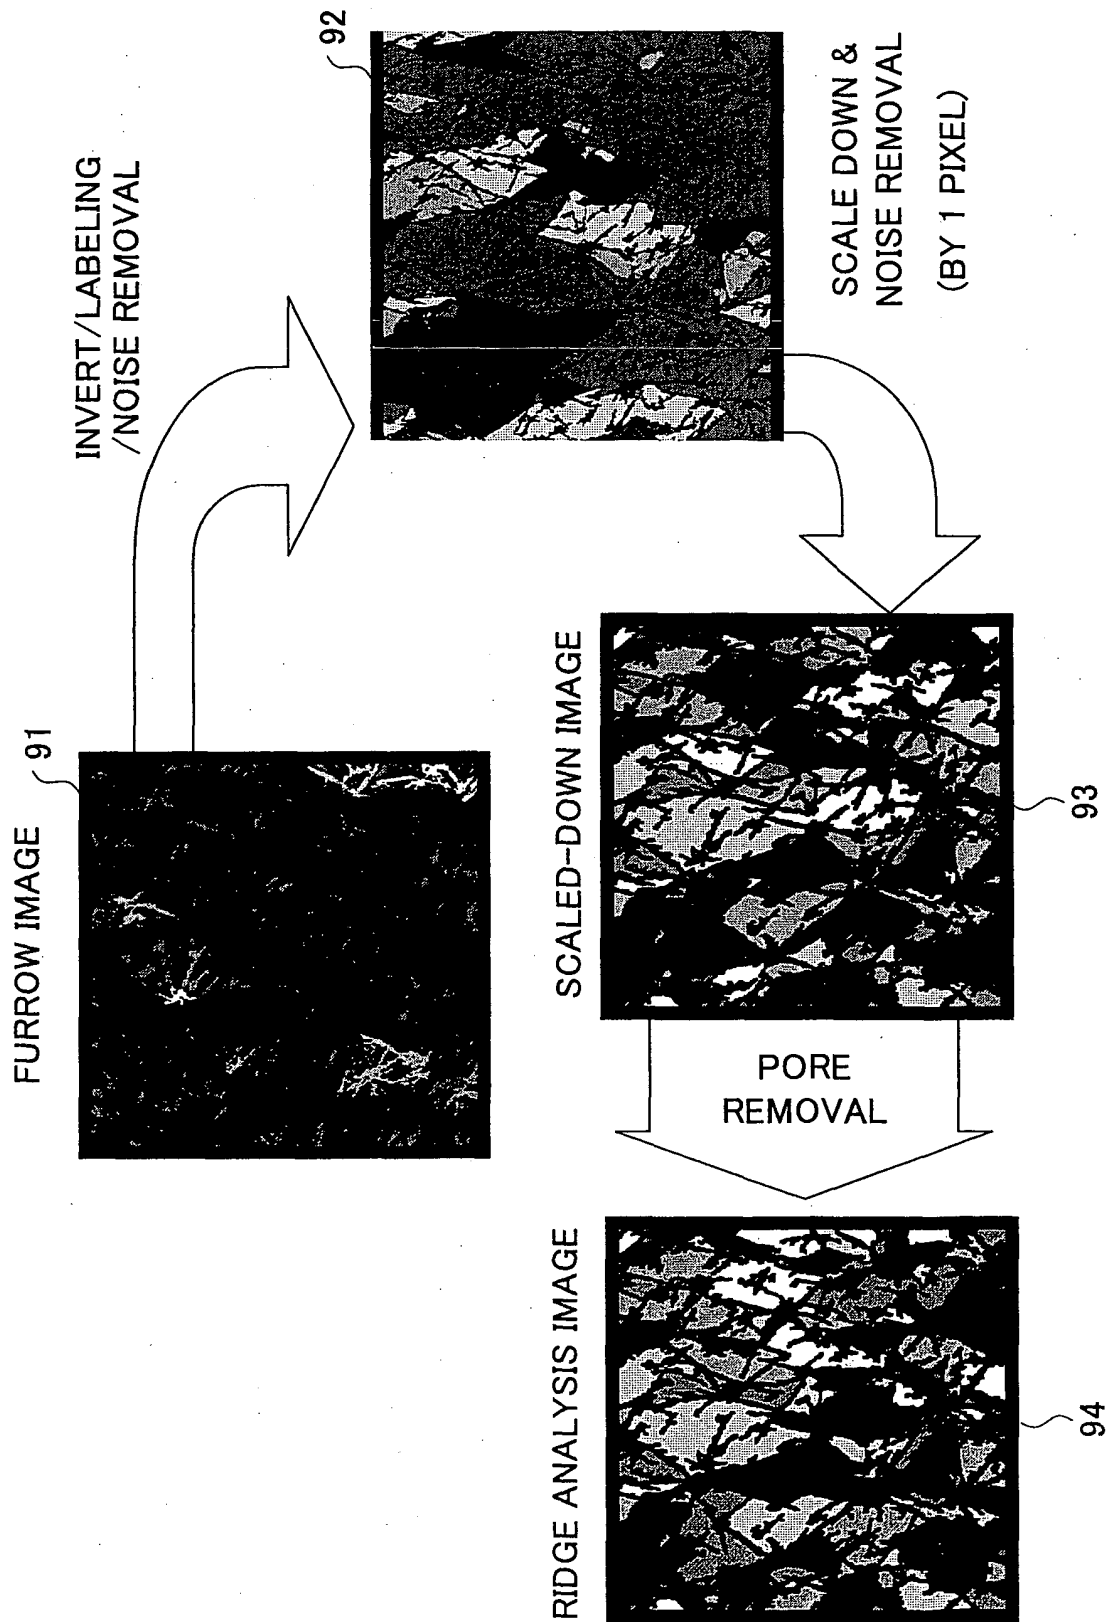 FURROW IMAGE
91
INVERT/LABELING
/NOISE REMOVAL
92
SCALE DOWN &
NOISE REMOVAL
(BY 1 PIXEL)
SCALED-DOWN IMAGE
93
PORE
REMOVAL
RIDGE ANALYSIS IMAGE
94